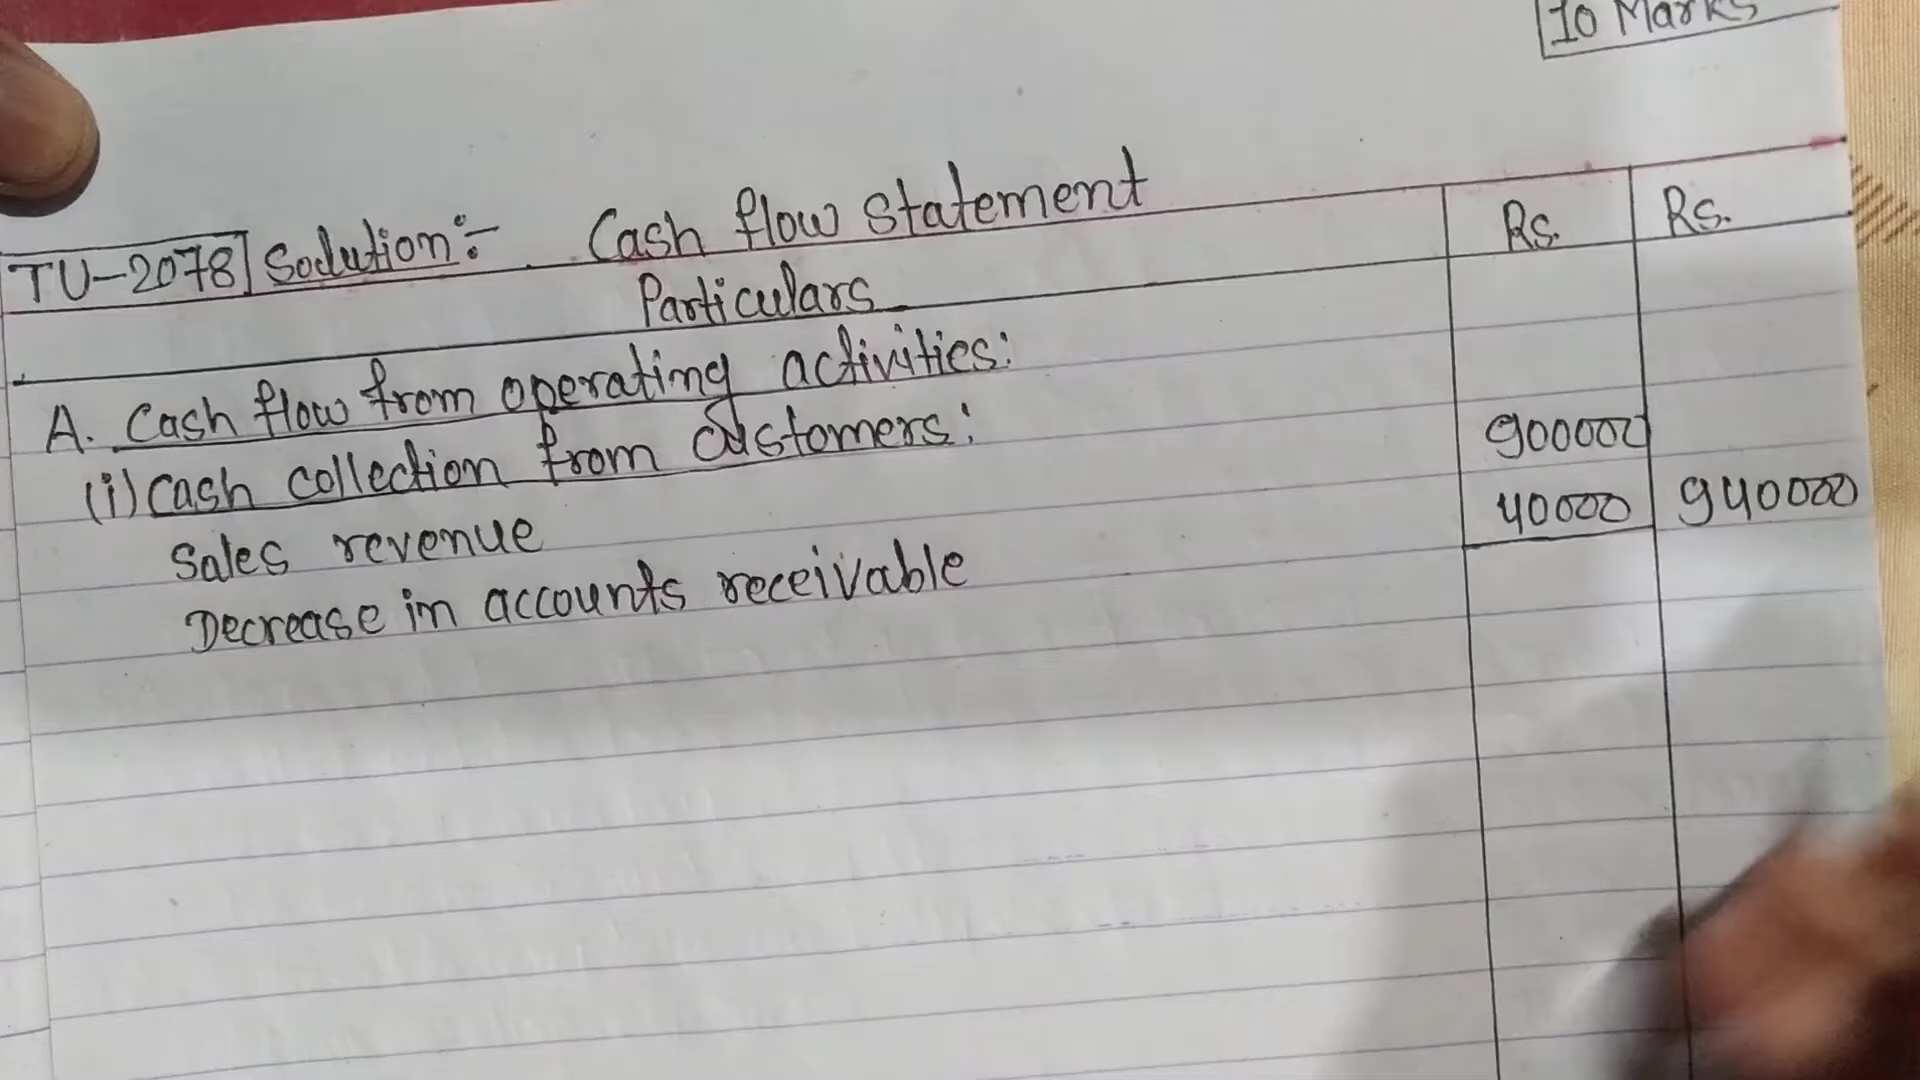 10 Marks
TU-2078 Solution:- Cash flow statement
Particulars Rs. Rs.
A. Cash flow from operating activities:
(i) Cash collection from customers:
Sales revenue 900000
Decrease in accounts receivable 40000 940000